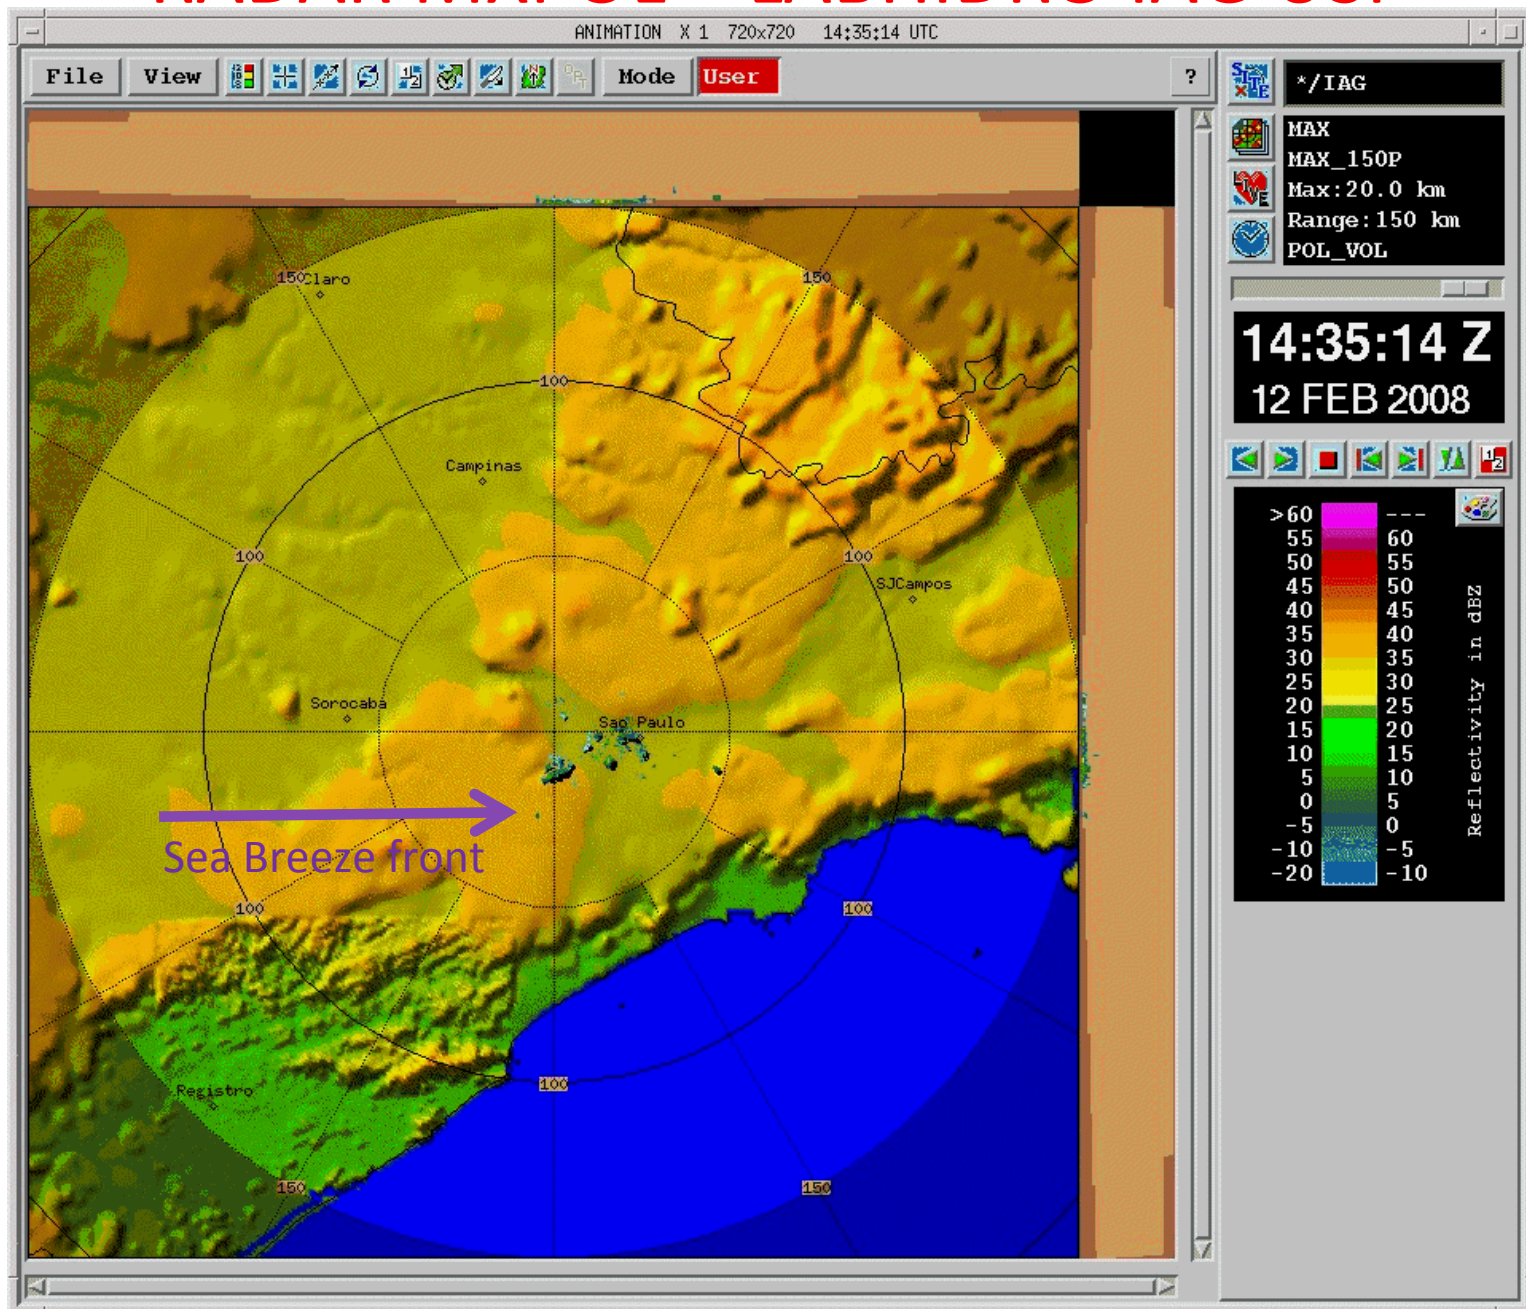 ANIMATION X 1 720x720 14:35:14 UTC
File View Mode User ?
SITE
*/IAG
MAX
MAX_150P
Max:20.0 km
Range:150 km
POL_VOL
LIVE
14:35:14 Z
12 FEB 2008
150 Claro
150
100
Campinas
100
100
SJCampos
Sorocaba
Sao Paulo
Sea Breeze front
100
100
Registro
100
150
150
>60 ---
55 60
50 55
45 50
40 45
35 40
30 35
25 30
20 25
15 20
10 15
5 10
0 5
-5 0
-10 -5
-20 -10
Reflectivity in dBZ